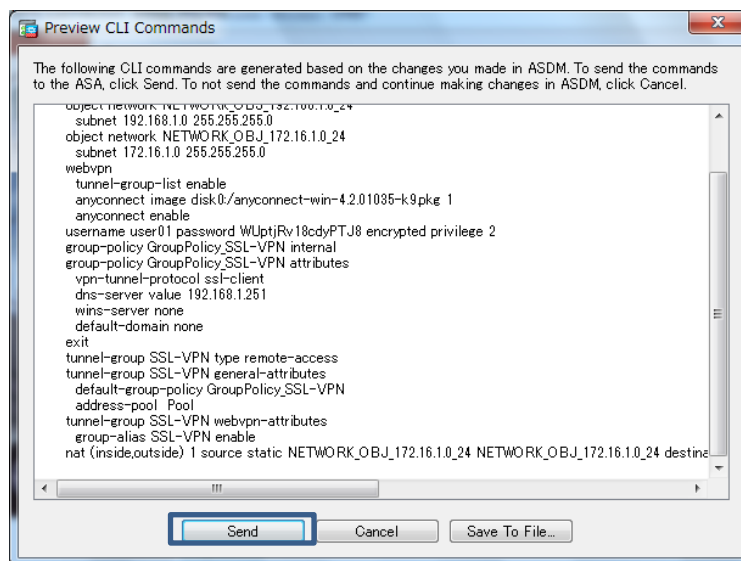 Preview CLI Commands
The following CLI commands are generated based on the changes you made in ASDM. To send the commands
to the ASA, click Send. To not send the commands and continue making changes in ASDM, click Cancel.
object network NETWORK_OBJ_192.168.1.0_24
subnet 192.168.1.0 255.255.255.0
object network NETWORK_OBJ_172.16.1.0_24
subnet 172.16.1.0 255.255.255.0
webvpn
tunnel-group-list enable
anyconnect image disk0:/anyconnect-win-4.2.01035-k9.pkg 1
anyconnect enable
username user01 password WUptjRv18cdyPTJ8 encrypted privilege 2
group-policy GroupPolicy_SSL-VPN internal
group-policy GroupPolicy_SSL-VPN attributes
vpn-tunnel-protocol ssl-client
dns-server value 192.168.1.251
wins-server none
default-domain none
exit
tunnel-group SSL-VPN type remote-access
tunnel-group SSL-VPN general-attributes
default-group-policy GroupPolicy_SSL-VPN
address-pool Pool
tunnel-group SSL-VPN webvpn-attributes
group-alias SSL-VPN enable
nat (inside,outside) 1 source static NETWORK_OBJ_172.16.1.0_24 NETWORK_OBJ_172.16.1.0_24 destina
Send Cancel Save To File...